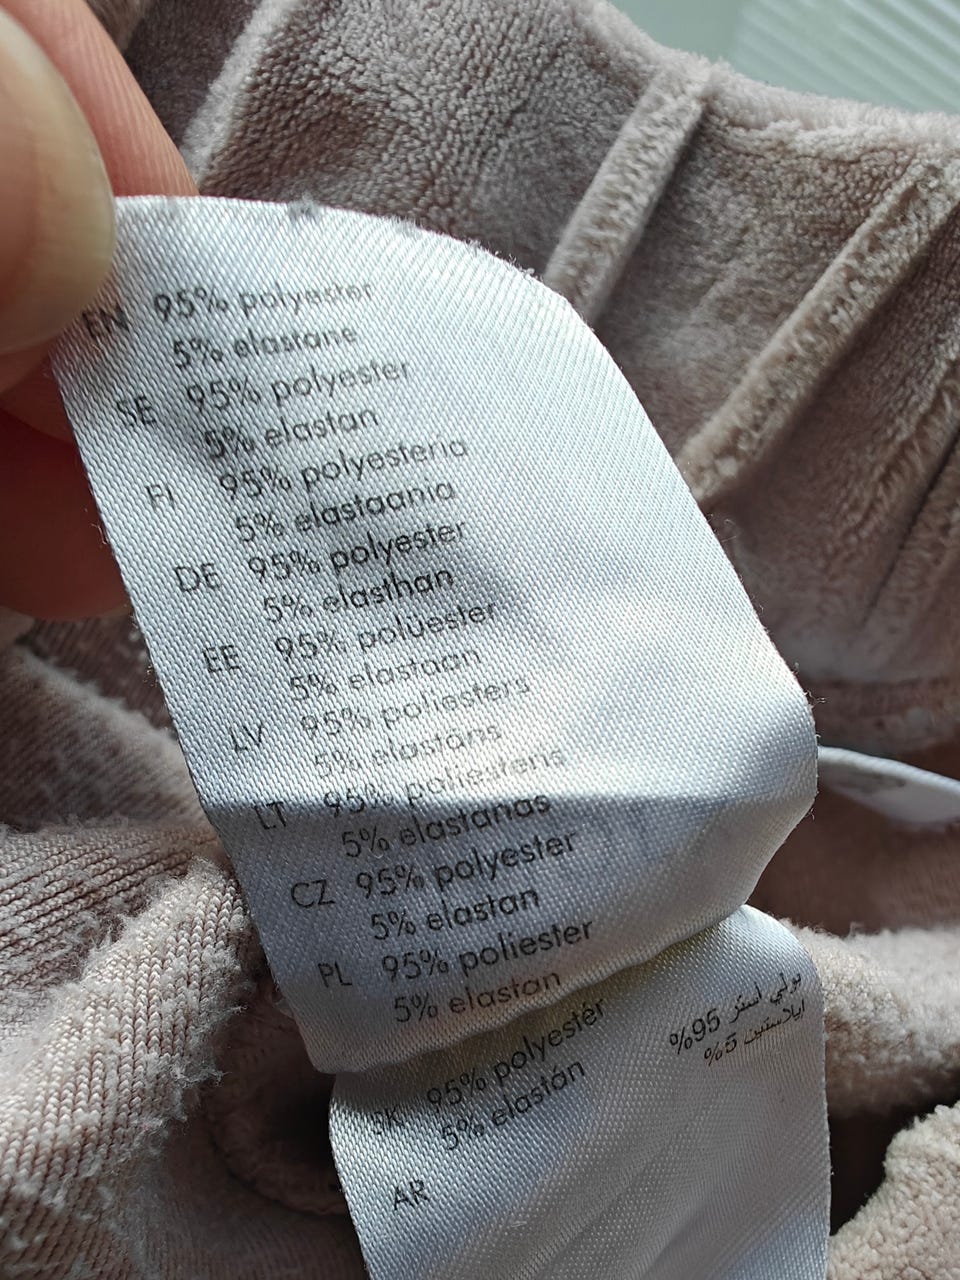 EN 95% polyester
5% elastane
SE 95% polyester
5% elastan
FI 95% polyesteria
5% elastaania
DE 95% polyester
5% elasthan
EE 95% polüester
5% elastaan
LV 95% poliesters
5% elastāns
LT 95% poliesteris
5% elastanas
CZ 95% polyester
5% elastan
PL 95% poliester
5% elastan
SK 95% polyestér
5% elastán
AR
%95 بولي استر
%5 ايلاستين